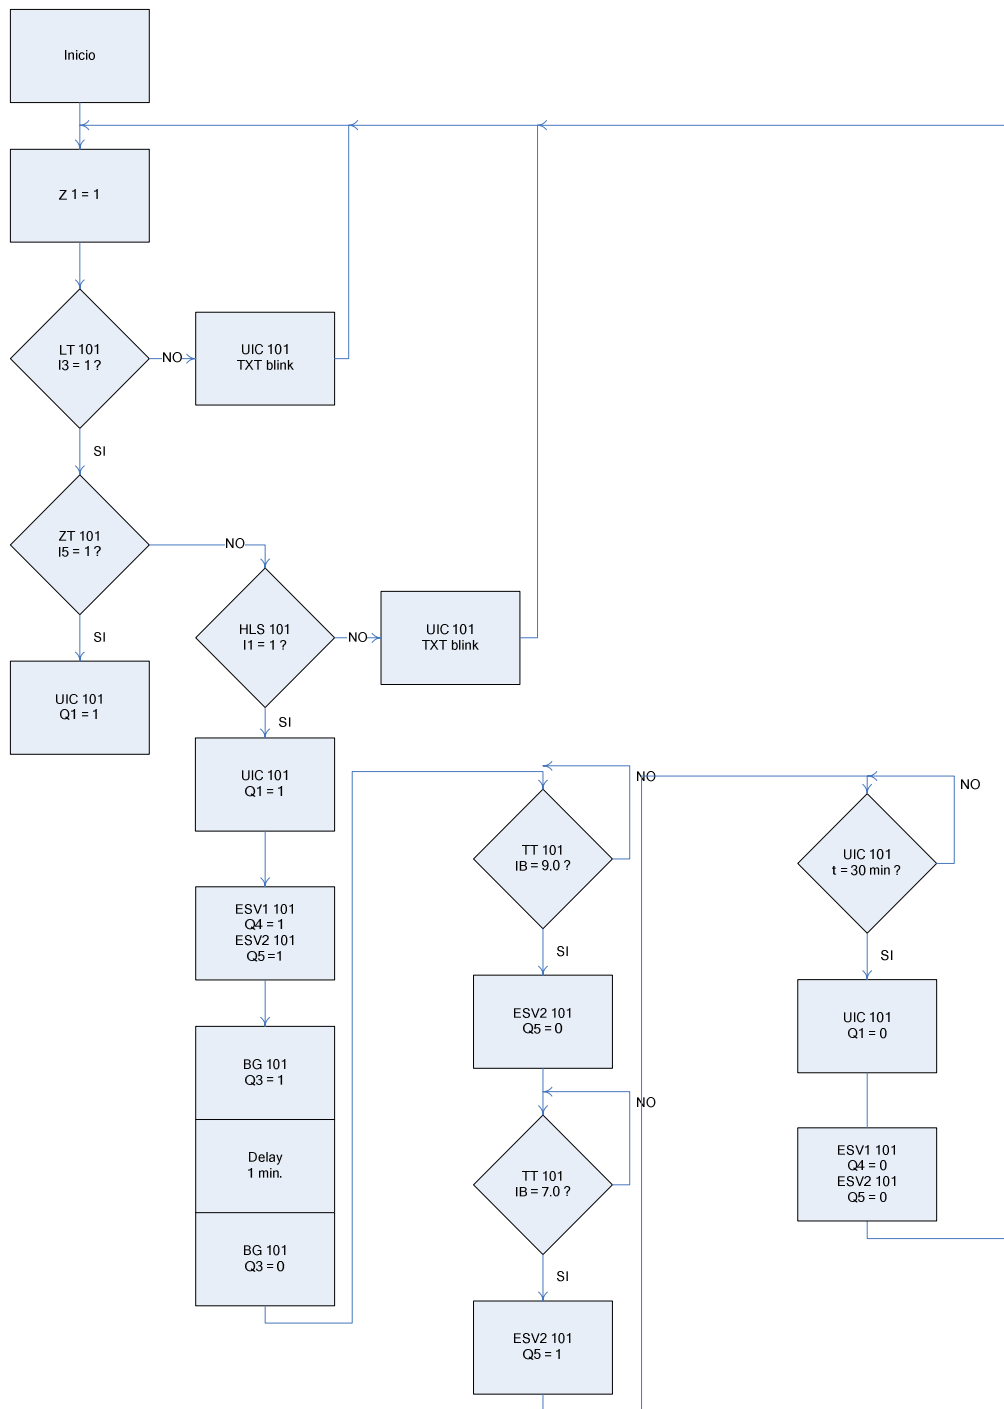 Inicio
Z 1 = 1
LT 101
I3 = 1 ?
NO
UIC 101
TXT blink
SI
ZT 101
I5 = 1 ?
NO
SI
UIC 101
Q1 = 1
HLS 101
I1 = 1 ?
NO
UIC 101
TXT blink
SI
UIC 101
Q1 = 1
ESV1 101
Q4 = 1
ESV2 101
Q5 =1
BG 101
Q3 = 1
Delay
1 min.
BG 101
Q3 = 0
NO
TT 101
IB = 9.0 ?
SI
ESV2 101
Q5 = 0
NO
TT 101
IB = 7.0 ?
SI
ESV2 101
Q5 = 1
NO
UIC 101
t = 30 min ?
SI
UIC 101
Q1 = 0
ESV1 101
Q4 = 0
ESV2 101
Q5 = 0